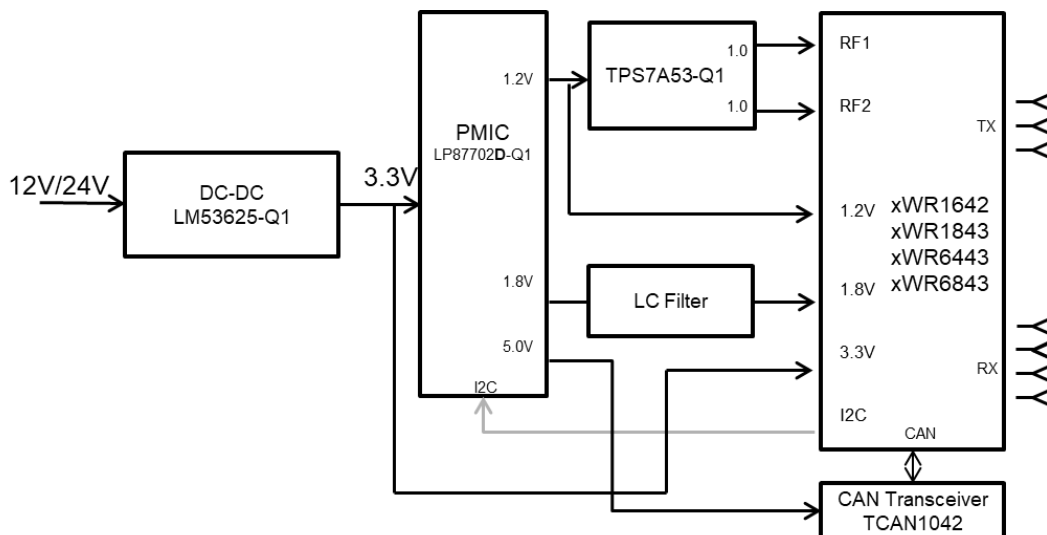 12V/24V
DC-DC
LM53625-Q1
3.3V
PMIC
LP87702D-Q1
1.2V
1.8V
5.0V
I2C
TPS7A53-Q1
1.0
1.0
LC Filter
RF1
RF2
TX
1.2V
xWR1642
xWR1843
xWR6443
xWR6843
1.8V
3.3V
RX
I2C
CAN
CAN Transceiver
TCAN1042